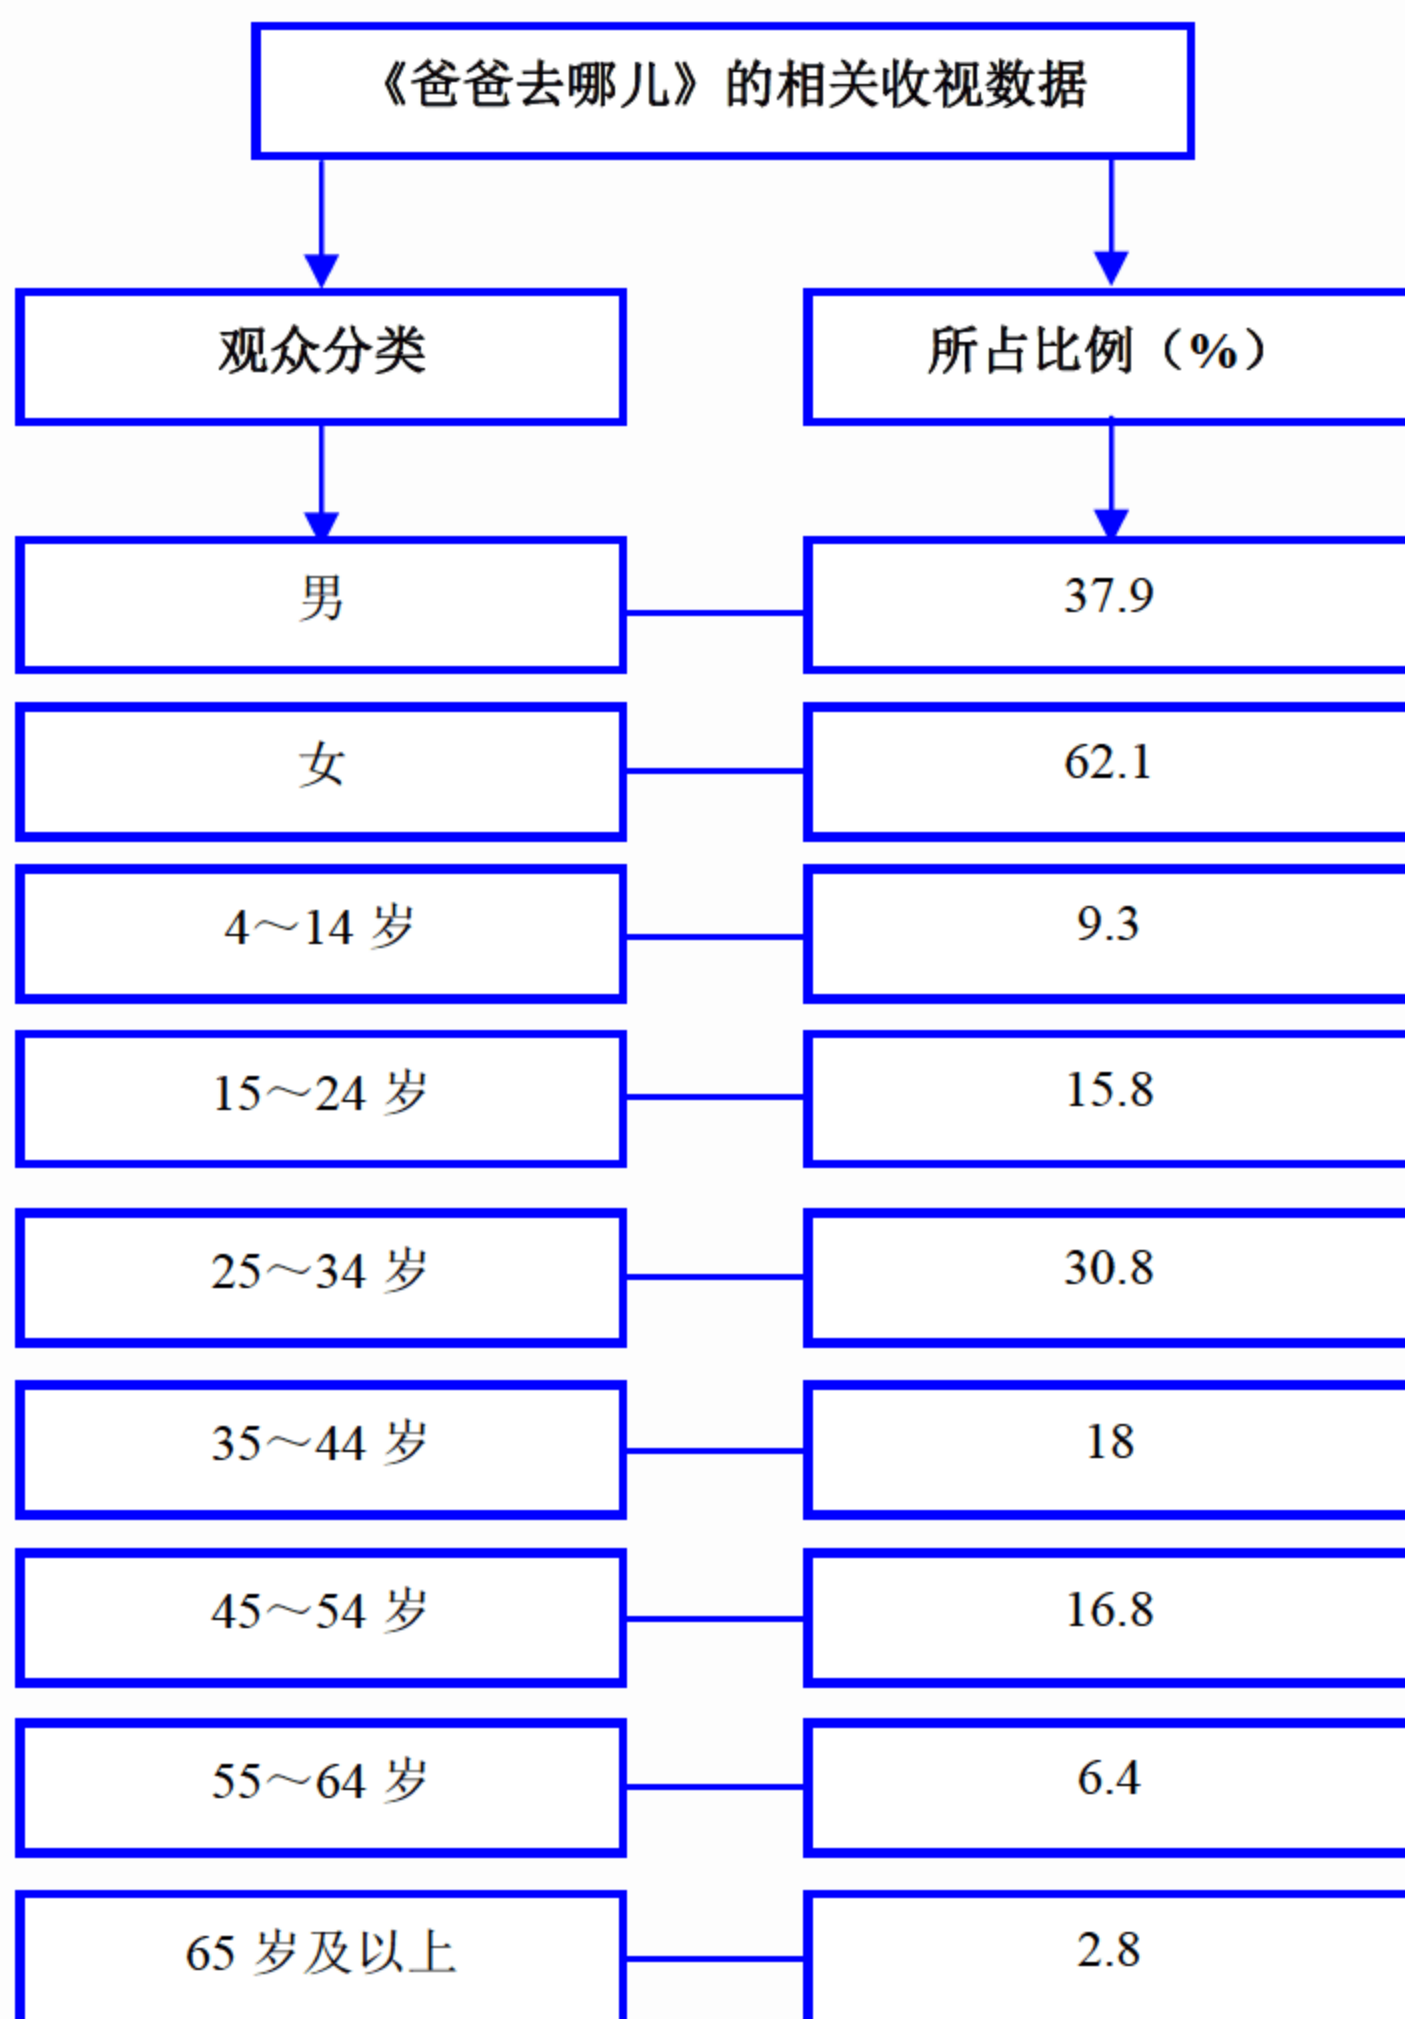 《爸爸去哪儿》的相关收视数据
观众分类 所占比例（%）
男 37.9
女 62.1
4～14 岁 9.3
15～24 岁 15.8
25～34 岁 30.8
35～44 岁 18
45～54 岁 16.8
55～64 岁 6.4
65 岁及以上 2.8